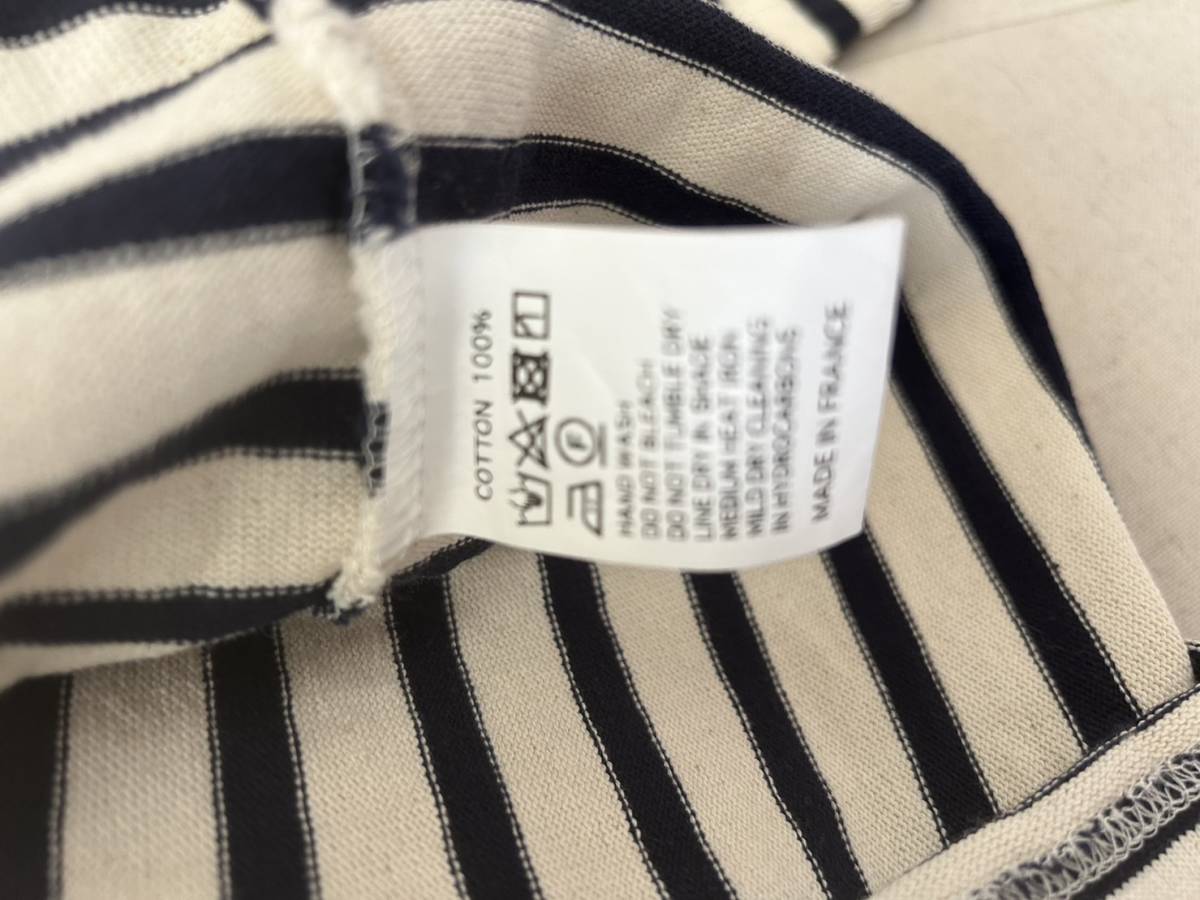 COTTON 100%
F
HAND WASH
DO NOT BLEACH
DO NOT TUMBLE DRY
LINE DRY IN SHADE
MEDIUM HEAT IRON
MILD DRY CLEANING
IN HYDROCARBONS
MADE IN FRANCE